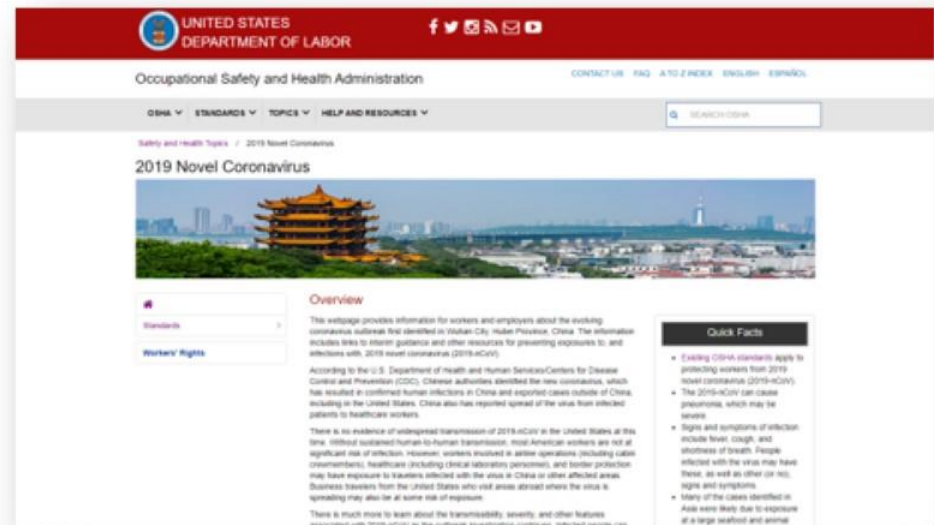 UNITED STATES
DEPARTMENT OF LABOR
Occupational Safety and Health Administration
CONTACT US FAQ A TO Z INDEX ENGLISH ESPAÑOL
OSHA STANDARDS TOPICS HELP AND RESOURCES
SEARCH OSHA
Safety and Health Topics / 2019 Novel Coronavirus
2019 Novel Coronavirus
Standards
Workers' Rights
Overview
This webpage provides information for workers and employers about the evolving
coronavirus outbreak first identified in Wuhan City, Hubei Province, China. The information
includes links to interim guidance and other resources for preventing exposures to, and
infections with, 2019 novel coronavirus (2019-nCoV).
According to the U.S. Department of Health and Human Services-Centers for Disease
Control and Prevention (CDC), Chinese authorities identified the new coronavirus, which
has resulted in confirmed human infections in China and exported cases outside of China,
including in the United States. China also has reported spread of the virus from infected
patients to healthcare workers.
There is no evidence of widespread transmission of 2019-nCoV in the United States at this
time. Without sustained human-to-human transmission, most American workers are not at
significant risk of infection. However, workers involved in airline operations (including cabin
crewmembers), healthcare (including clinical laboratory personnel), and border protection
may have exposure to travelers infected with the virus in China or other affected areas.
Business travelers from the United States who visit areas abroad where the virus is
spreading may also be at some risk of exposure.
There is much more to learn about the transmissibility, severity, and other features
associated with 2019-nCoV as the outbreak investigation continues. Infected people can
Quick Facts
Existing OSHA standards apply to
protecting workers from 2019
novel coronavirus (2019-nCoV).
The 2019-nCoV can cause
pneumonia, which may be
severe.
Signs and symptoms of infection
include fever, cough, and
shortness of breath. People
infected with the virus may have
these, as well as other (or no),
signs and symptoms.
Many of the cases identified in
Asia were likely due to exposure
at a large seafood and animal